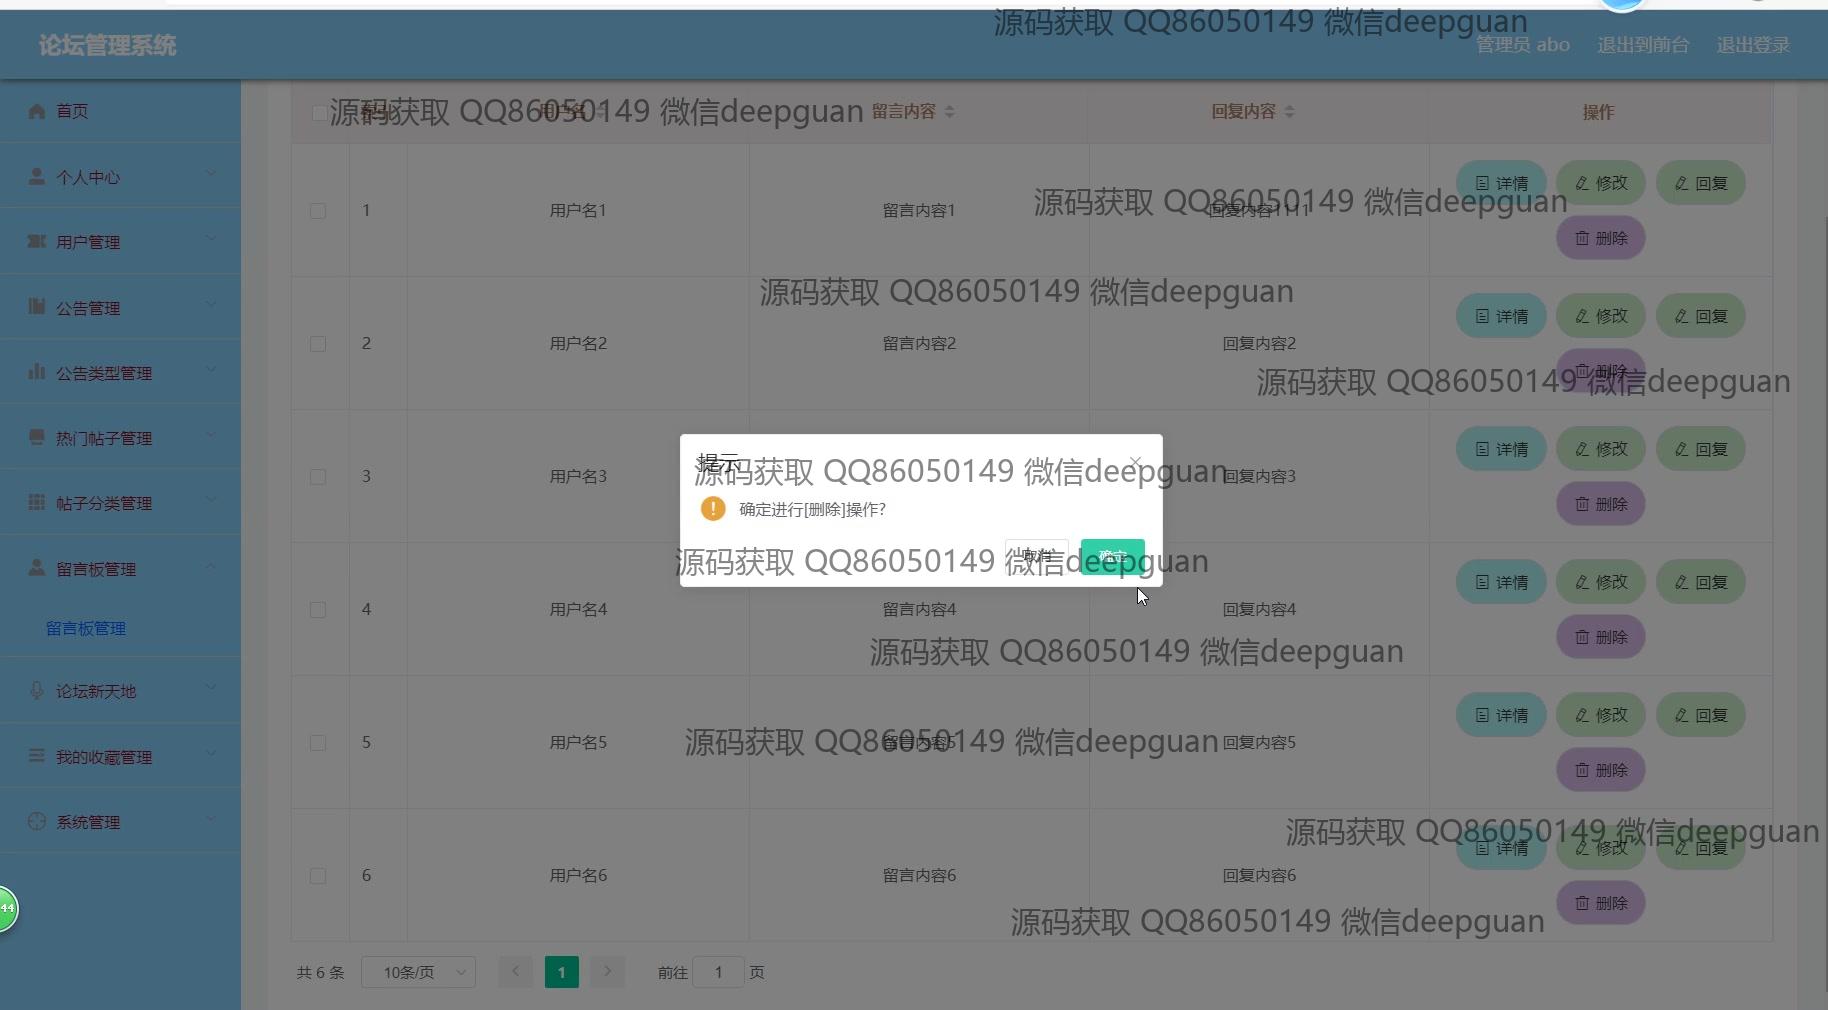 源码获取 QQ86050149 微信deepguan
论坛管理系统
管理员 abo 退出到前台 退出登录
首页
个人中心
用户管理
公告管理
公告类型管理
热门帖子管理
帖子分类管理
留言板管理
留言板管理
论坛新天地
我的收藏管理
系统管理
44
源码获取 QQ86050149 微信deepguan
用户名 留言内容 回复内容 操作
1 用户名1 留言内容1 回复内容1111 详情 修改 回复
源码获取 QQ86050149 微信deepguan
删除
源码获取 QQ86050149 微信deepguan
2 用户名2 留言内容2 回复内容2 详情 修改 回复
删除
源码获取 QQ86050149 微信deepguan
3 用户名3 回复内容3 详情 修改 回复
删除
提示
源码获取 QQ86050149 微信deepguan
确定进行[删除]操作?
取消 确定
源码获取 QQ86050149 微信deepguan
4 用户名4 留言内容4 回复内容4 详情 修改 回复
删除
源码获取 QQ86050149 微信deepguan
5 用户名5 留言内容5 回复内容5 详情 修改 回复
源码获取 QQ86050149 微信deepguan
删除
源码获取 QQ86050149 微信deepguan
6 用户名6 留言内容6 回复内容6 详情 修改 回复
删除
源码获取 QQ86050149 微信deepguan
共 6 条 10条/页 1 前往 1 页